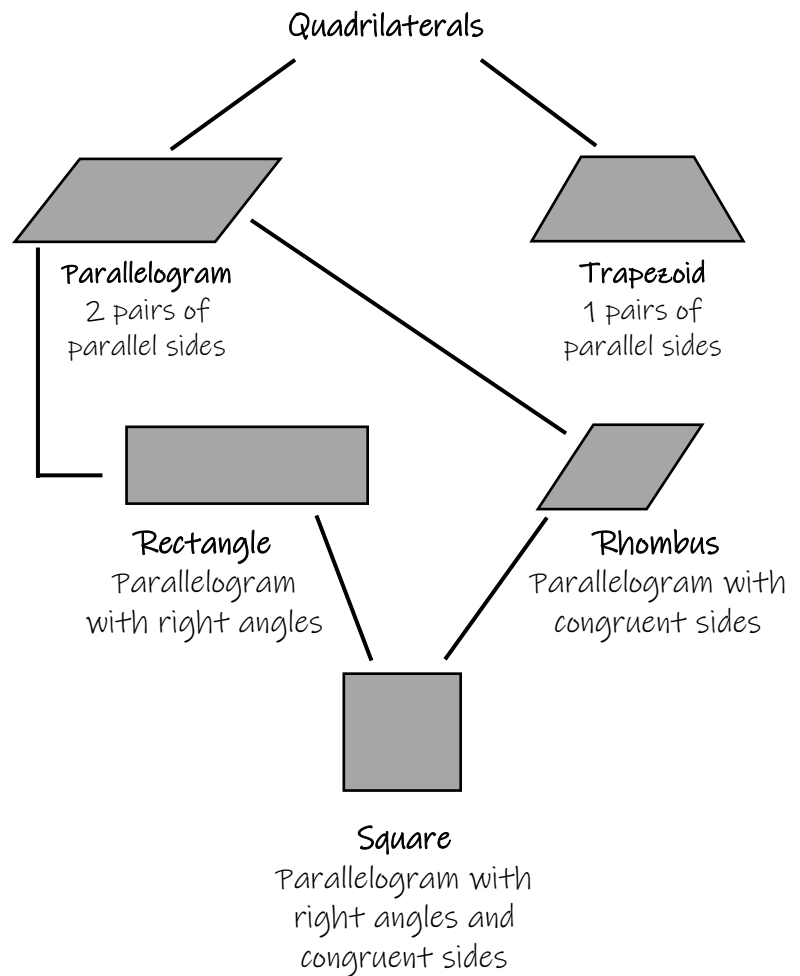 Quadrilaterals
Parallelogram
2 pairs of
parallel sides
Trapezoid
1 pairs of
parallel sides
Rectangle
Parallelogram
with right angles
Rhombus
Parallelogram with
congruent sides
Square
Parallelogram with
right angles and
congruent sides